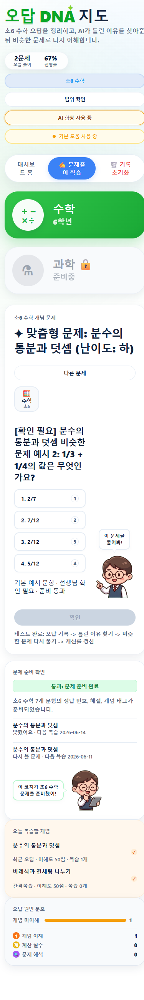 오답 DNA 지도
초6 수학 오답을 정리하고, AI가 틀린 이유를 찾아준
뒤 비슷한 문제로 다시 이해합니다.
2문제 67%
오늘 풀이 진행률
초6 수학
범위 확인
AI 항상 사용 중
기본 도움 사용 중
대시보
드 홈
✍️ 문제풀
이 학습
🗑️ 기록
초기화
+ −
× ÷
수학
6학년
과학 🔒
준비중
초6 수학 개념 문제
✦ 맞춤형 문제: 분수의
통분과 덧셈 (난이도: 하)
다른 문제
수학
초6
[확인 필요] 분수의
통분과 덧셈 비슷한
문제 예시 2: 1/3 +
1/4의 값은 무엇인
가요?
1. 2/7 1
2. 7/12 2
3. 2/12 3
4. 5/12 4
이 문제를
풀어봐!
기본 예시 문항 · 선생님 확
인 필요 · 준비 통과
확인
테스트 완료: 오답 기록 -> 틀린 이유 찾기 -> 비슷
한 문제 다시 풀기 -> 개선률 갱신
문제 준비 확인
통과: 문제 준비 완료
초6 수학 7개 문항의 정답 번호, 해설, 개념 태그가
준비되었습니다.
분수의 통분과 덧셈
맞혔어요 · 다음 복습 2026-06-14
분수의 통분과 덧셈
다시 볼 문제 · 다음 복습 2026-06-11
이 코치가 초6 수학
문제를 준비했어!
오늘 복습할 개념
분수의 통분과 덧셈
최근 오답 · 이해도 50점 · 복습 1개
✓
비례식과 전체량 나누기
간격복습 · 이해도 50점 · 복습 0개
✓
오답 원인 분포
개념 미이해 1
1 개념 이해 1
계 계산 실수 0
🔍 문제 해석 0